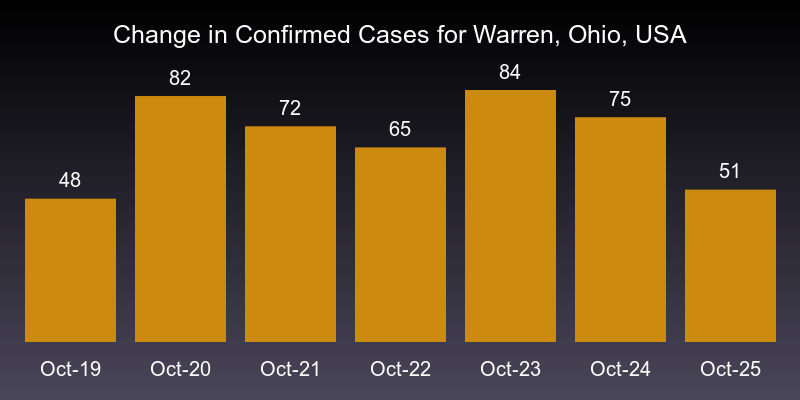 Change in Confirmed Cases for Warren, Ohio, USA
48
82
72
65
84
75
51
Oct-19
Oct-20
Oct-21
Oct-22
Oct-23
Oct-24
Oct-25